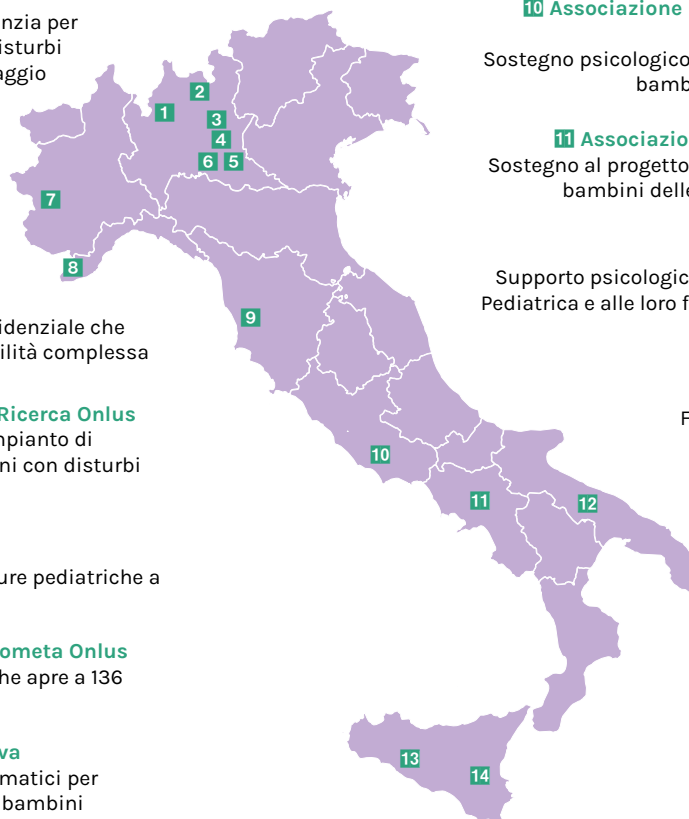 nzia per
isturbi
aggio
idenziale che
ilità complessa
Ricerca Onlus
mpianto di
ni con disturbi
ure pediatriche a
ometa Onlus
he apre a 136
va
matici per
bambini
1
2
3
4
6 5
7
8
9
10
11
12
13
14
10 Associazione
Sostegno psicologico
bamb
11 Associazio
Sostegno al progetto
bambini delle
Supporto psicologic
Pediatrica e alle loro f
F